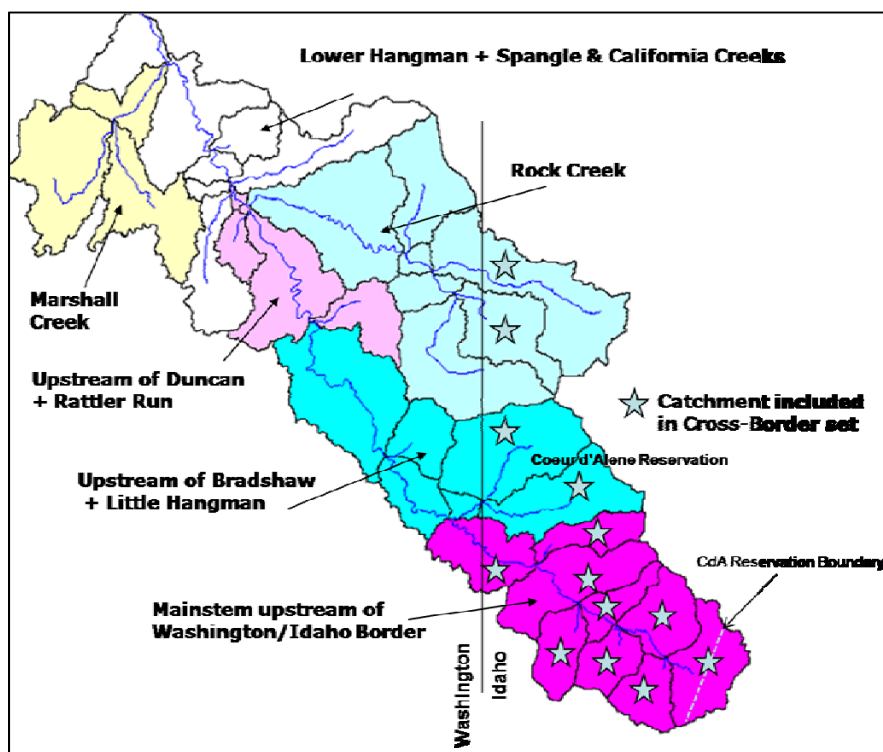 Lower Hangman + Spangle & California Creeks
Rock Creek
Marshall
Creek
Upstream of Duncan
+ Rattler Run
Catchment included
in Cross-Border set
Coeur d'Alene Reservation
Upstream of Bradshaw
+ Little Hangman
CdA Reservation Boundary
Mainstem upstream of
Washington/Idaho Border
Washington
Idaho